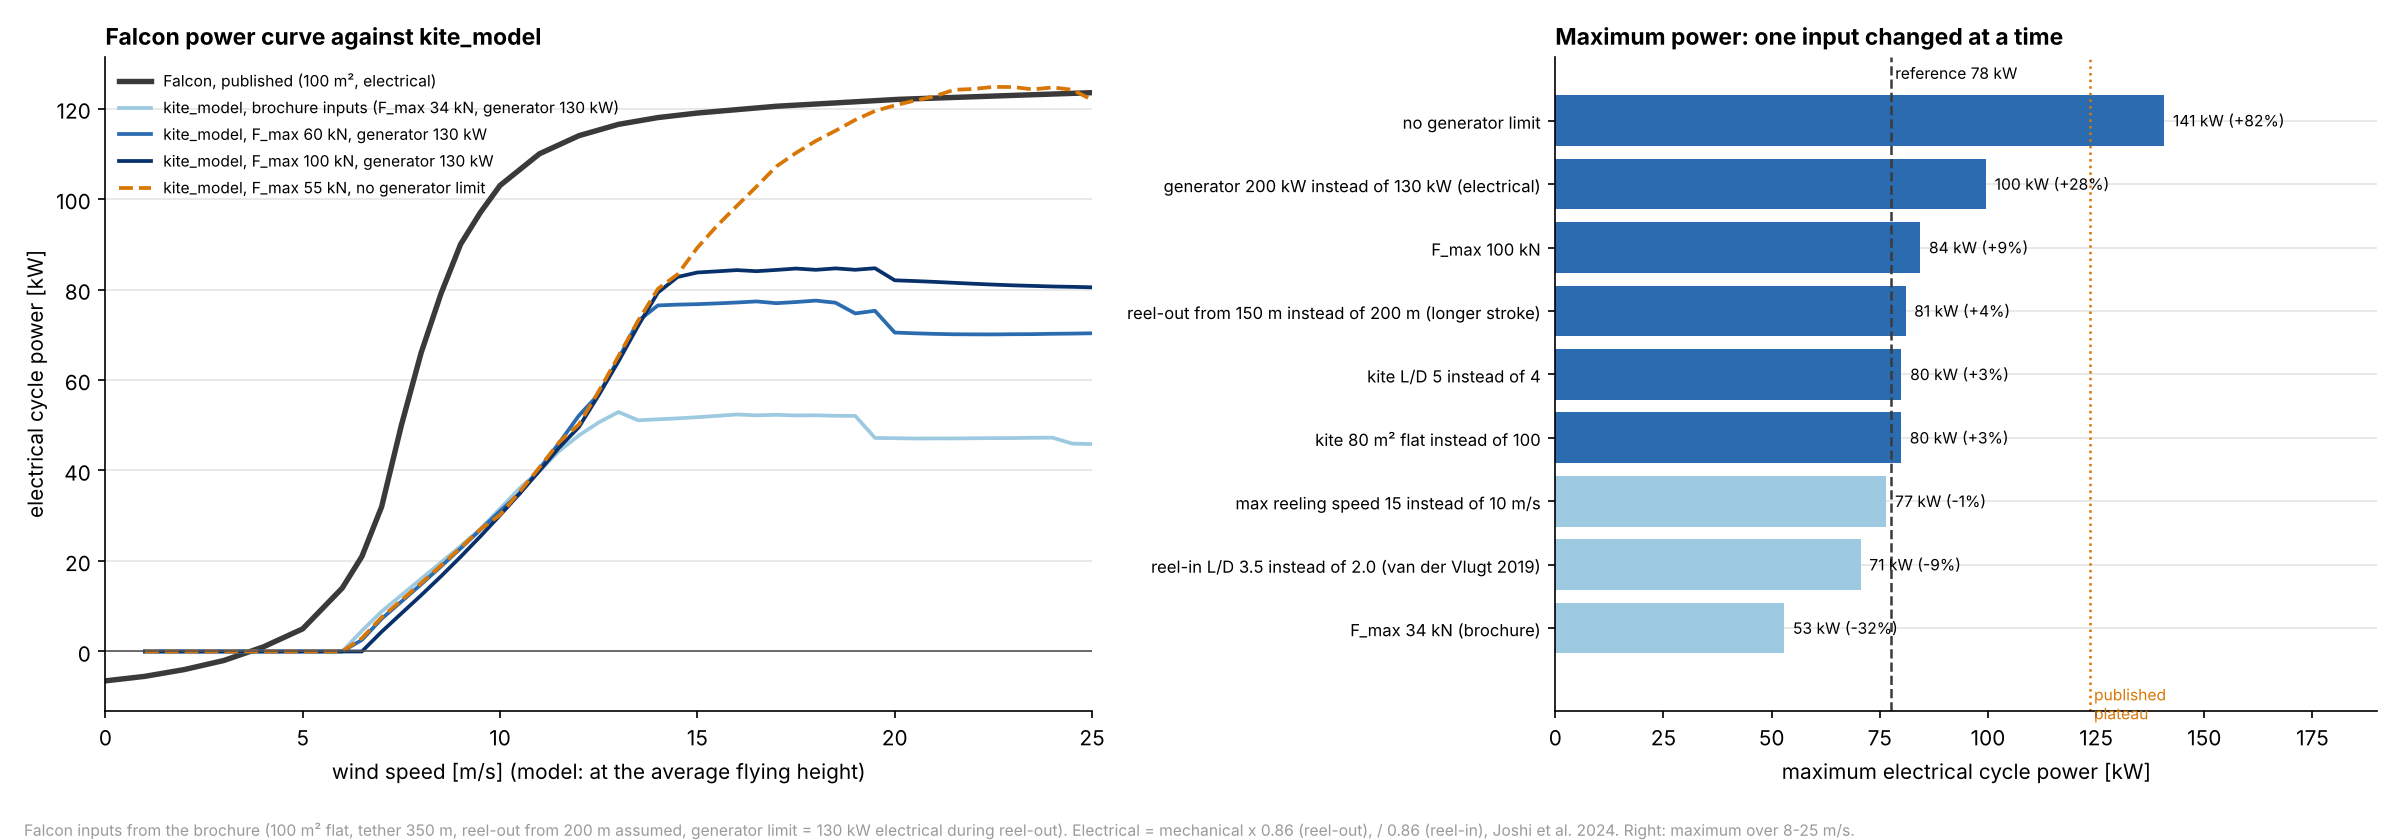 Falcon power curve against kite_model
Falcon, published (100 m², electrical)
kite_model, brochure inputs (F_max 34 kN, generator 130 kW)
kite_model, F_max 60 kN, generator 130 kW
kite_model, F_max 100 kN, generator 130 kW
kite_model, F_max 55 kN, no generator limit
electrical cycle power [kW]
120
100
80
60
40
20
0
0 5 10 15 20 25
wind speed [m/s] (model: at the average flying height)
Maximum power: one input changed at a time
reference 78 kW
no generator limit 141 kW (+82%)
generator 200 kW instead of 130 kW (electrical) 100 kW (+28%)
F_max 100 kN 84 kW (+9%)
reel-out from 150 m instead of 200 m (longer stroke) 81 kW (+4%)
kite L/D 5 instead of 4 80 kW (+3%)
kite 80 m² flat instead of 100 80 kW (+3%)
max reeling speed 15 instead of 10 m/s 77 kW (-1%)
reel-in L/D 3.5 instead of 2.0 (van der Vlugt 2019) 71 kW (-9%)
F_max 34 kN (brochure) 53 kW (-32%)
published
plateau
0 25 50 75 100 125 150 175
maximum electrical cycle power [kW]
Falcon inputs from the brochure (100 m² flat, tether 350 m, reel-out from 200 m assumed, generator limit = 130 kW electrical during reel-out). Electrical = mechanical x 0.86 (reel-out), / 0.86 (reel-in), Joshi et al. 2024. Right: maximum over 8-25 m/s.